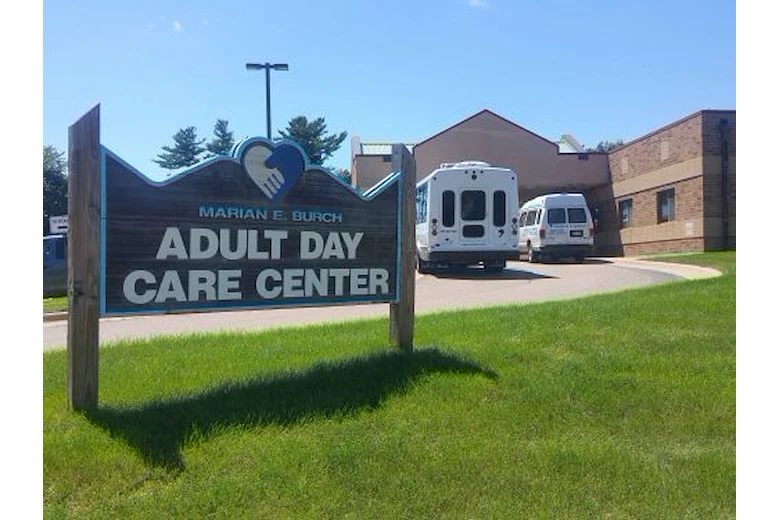 MARIAN E. BURCH
ADULT DAY
CARE CENTER